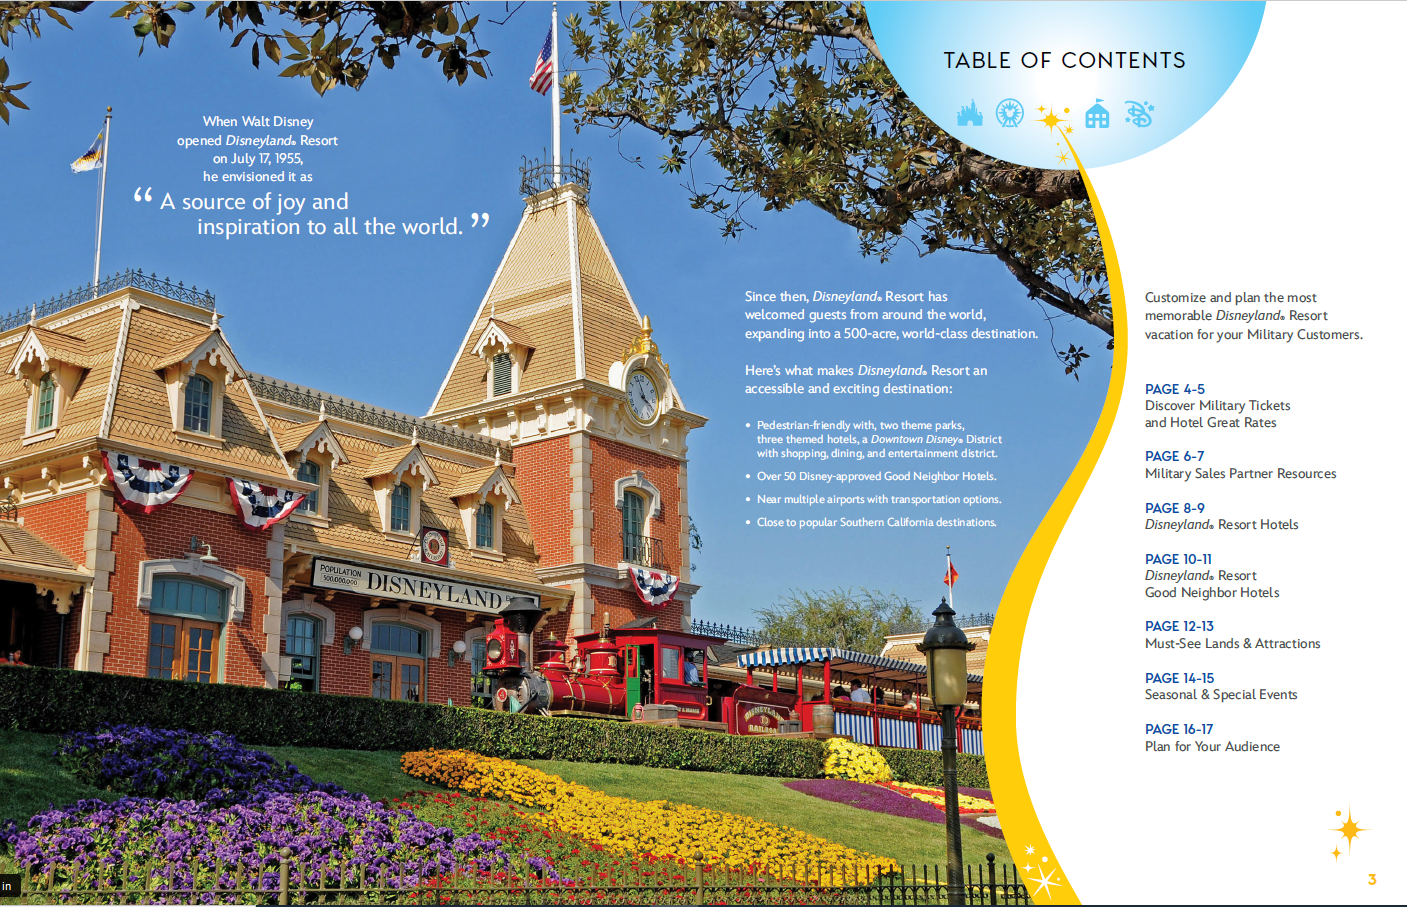 When Walt Disney
opened Disneyland® Resort
on July 17, 1955,
he envisioned it as
“ A source of joy and
inspiration to all the world. ”
Since then, Disneyland® Resort has
welcomed guests from around the world,
expanding into a 500-acre, world-class destination.
Here's what makes Disneyland® Resort an
accessible and exciting destination:
• Pedestrian-friendly with, two theme parks,
three themed hotels, a Downtown Disney® District
with shopping, dining, and entertainment district.
• Over 50 Disney-approved Good Neighbor Hotels.
• Near multiple airports with transportation options.
• Close to popular Southern California destinations.
POPULATION
500,000,000
DISNEYLAND
DISNEYLAND
RAILROAD
in
TABLE OF CONTENTS
Customize and plan the most
memorable Disneyland® Resort
vacation for your Military Customers.
PAGE 4-5
Discover Military Tickets
and Hotel Great Rates
PAGE 6-7
Military Sales Partner Resources
PAGE 8-9
Disneyland® Resort Hotels
PAGE 10-11
Disneyland® Resort
Good Neighbor Hotels
PAGE 12-13
Must-See Lands & Attractions
PAGE 14-15
Seasonal & Special Events
PAGE 16-17
Plan for Your Audience
3